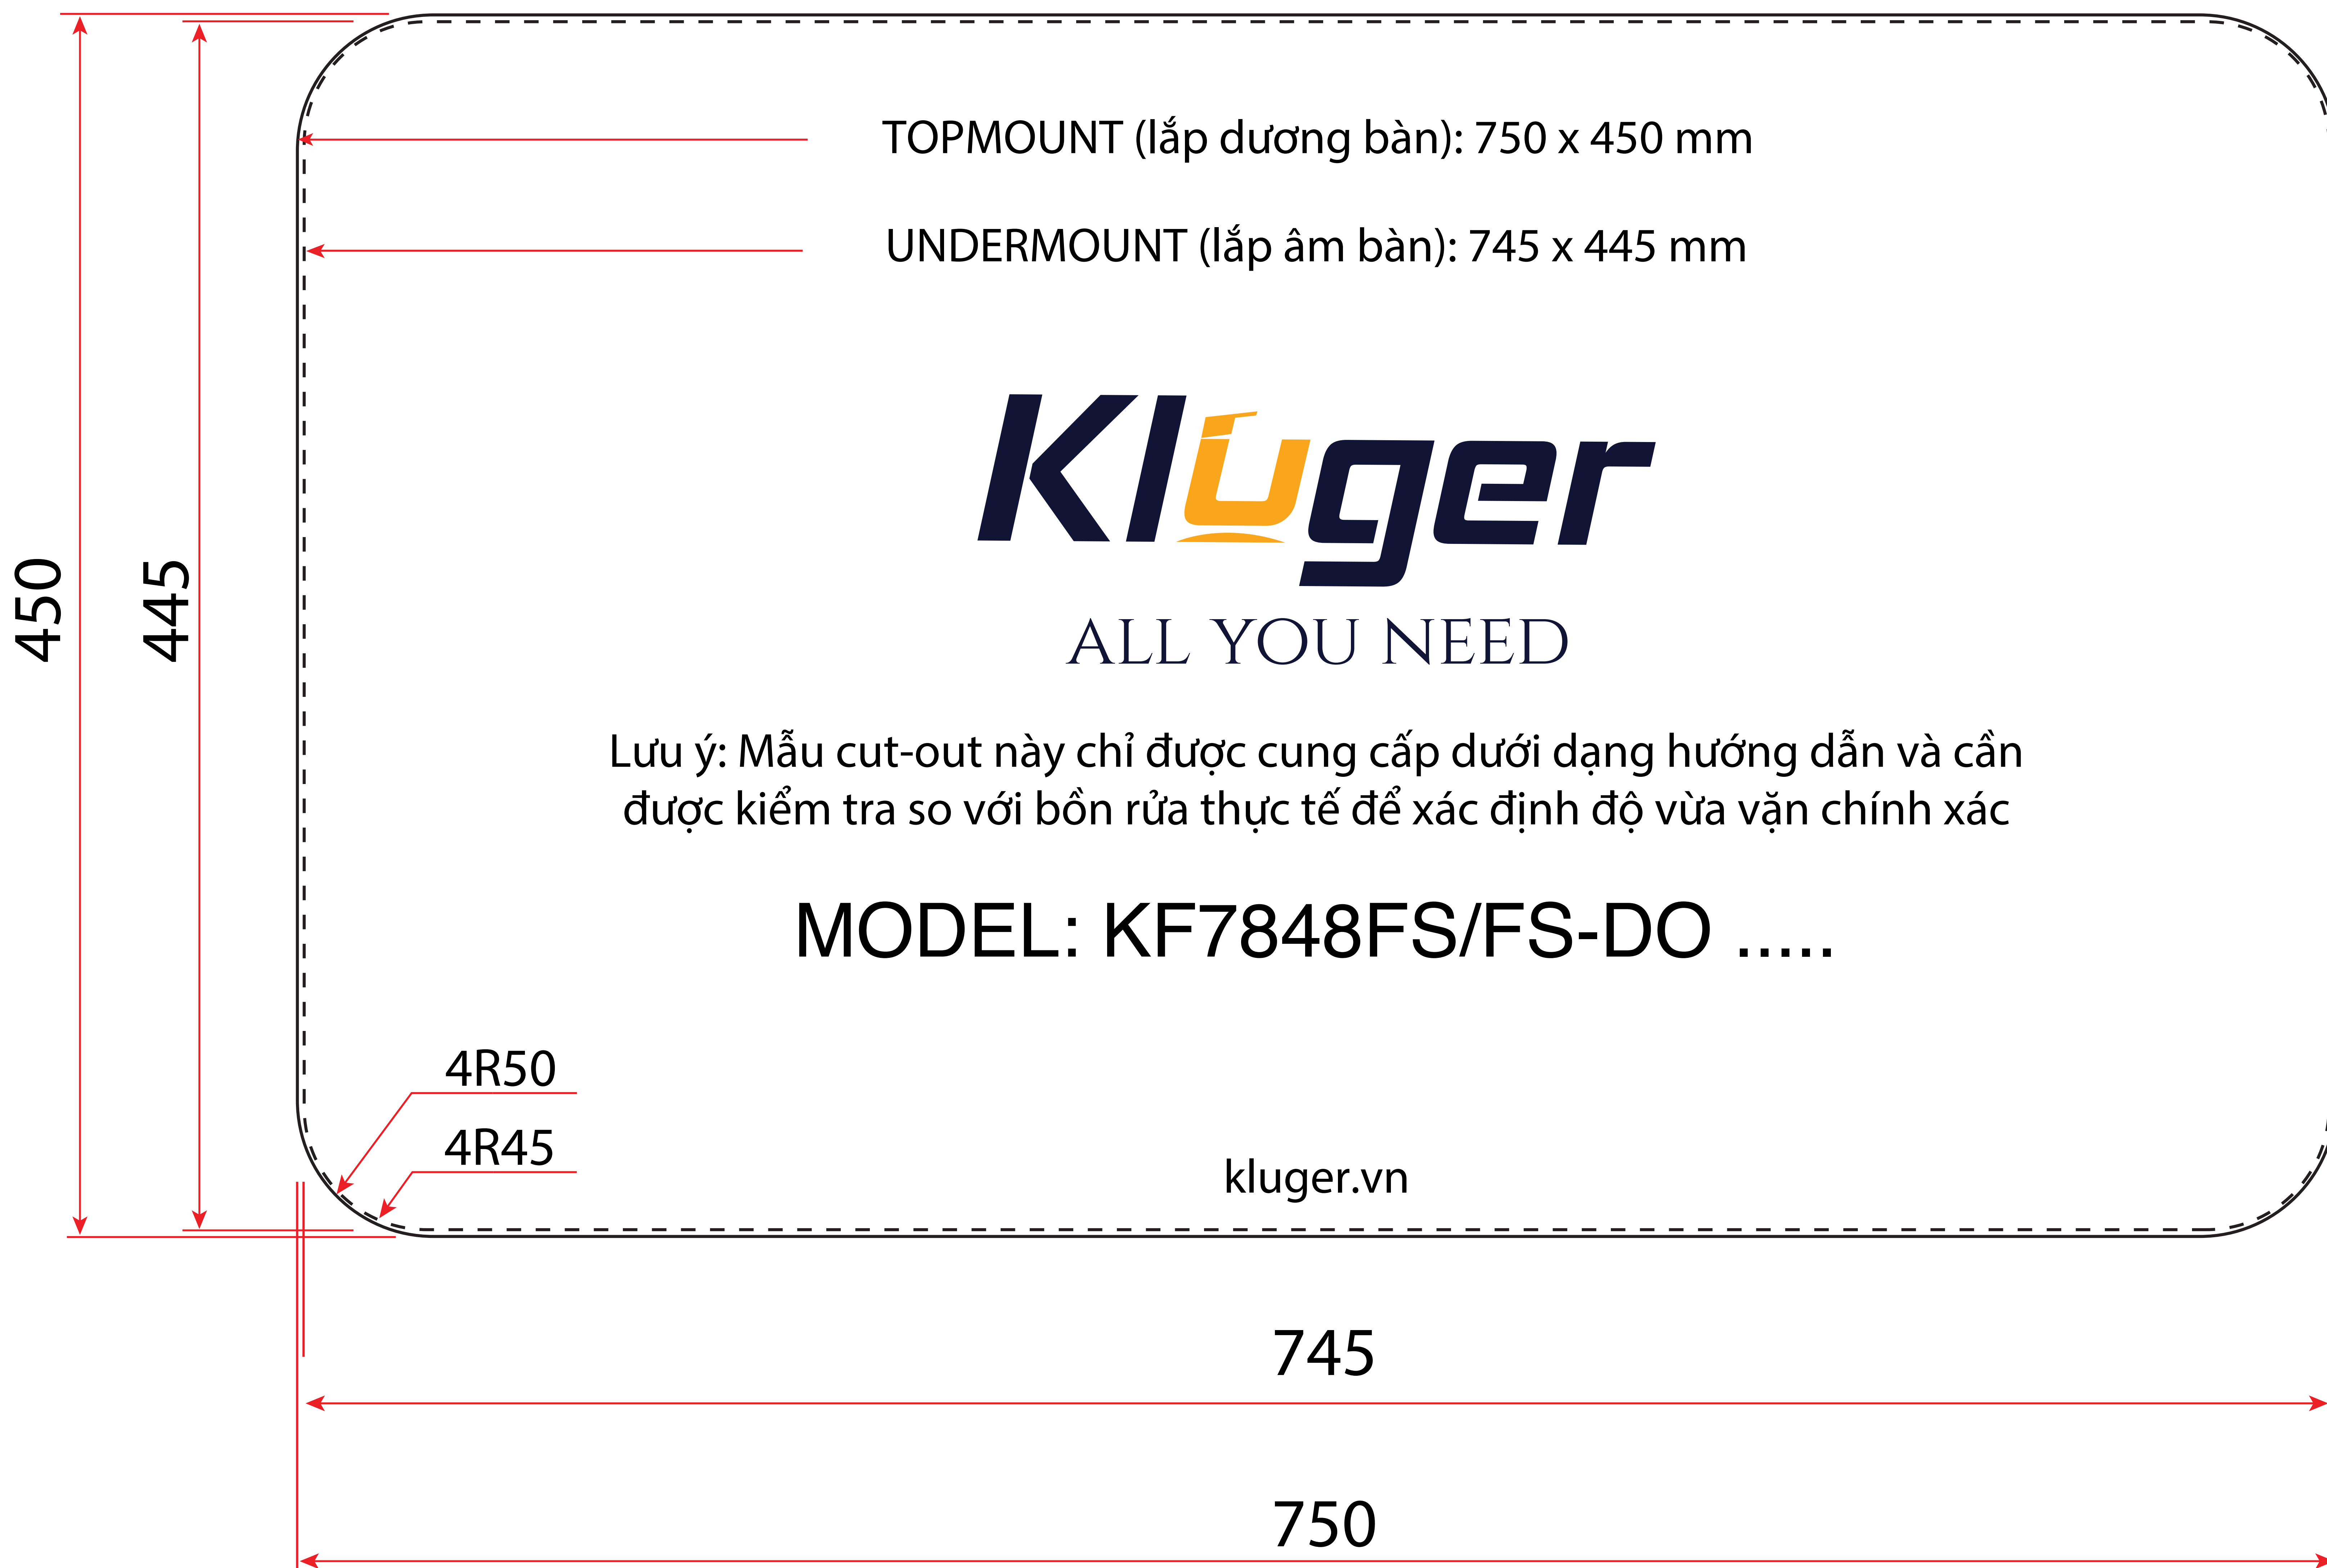 TOPMOUNT (lắp dương bàn): 750 x 450 mm
UNDERMOUNT (lắp âm bàn): 745 x 445 mm
450
445
Kluger
ALL YOU NEED
Lưu ý: Mẫu cut-out này chỉ được cung cấp dưới dạng hướng dẫn và cần
được kiểm tra so với bồn rửa thực tế để xác định độ vừa vặn chính xác
MODEL: KF7848FS/FS-DO .....
4R50
4R45
kluger.vn
745
750